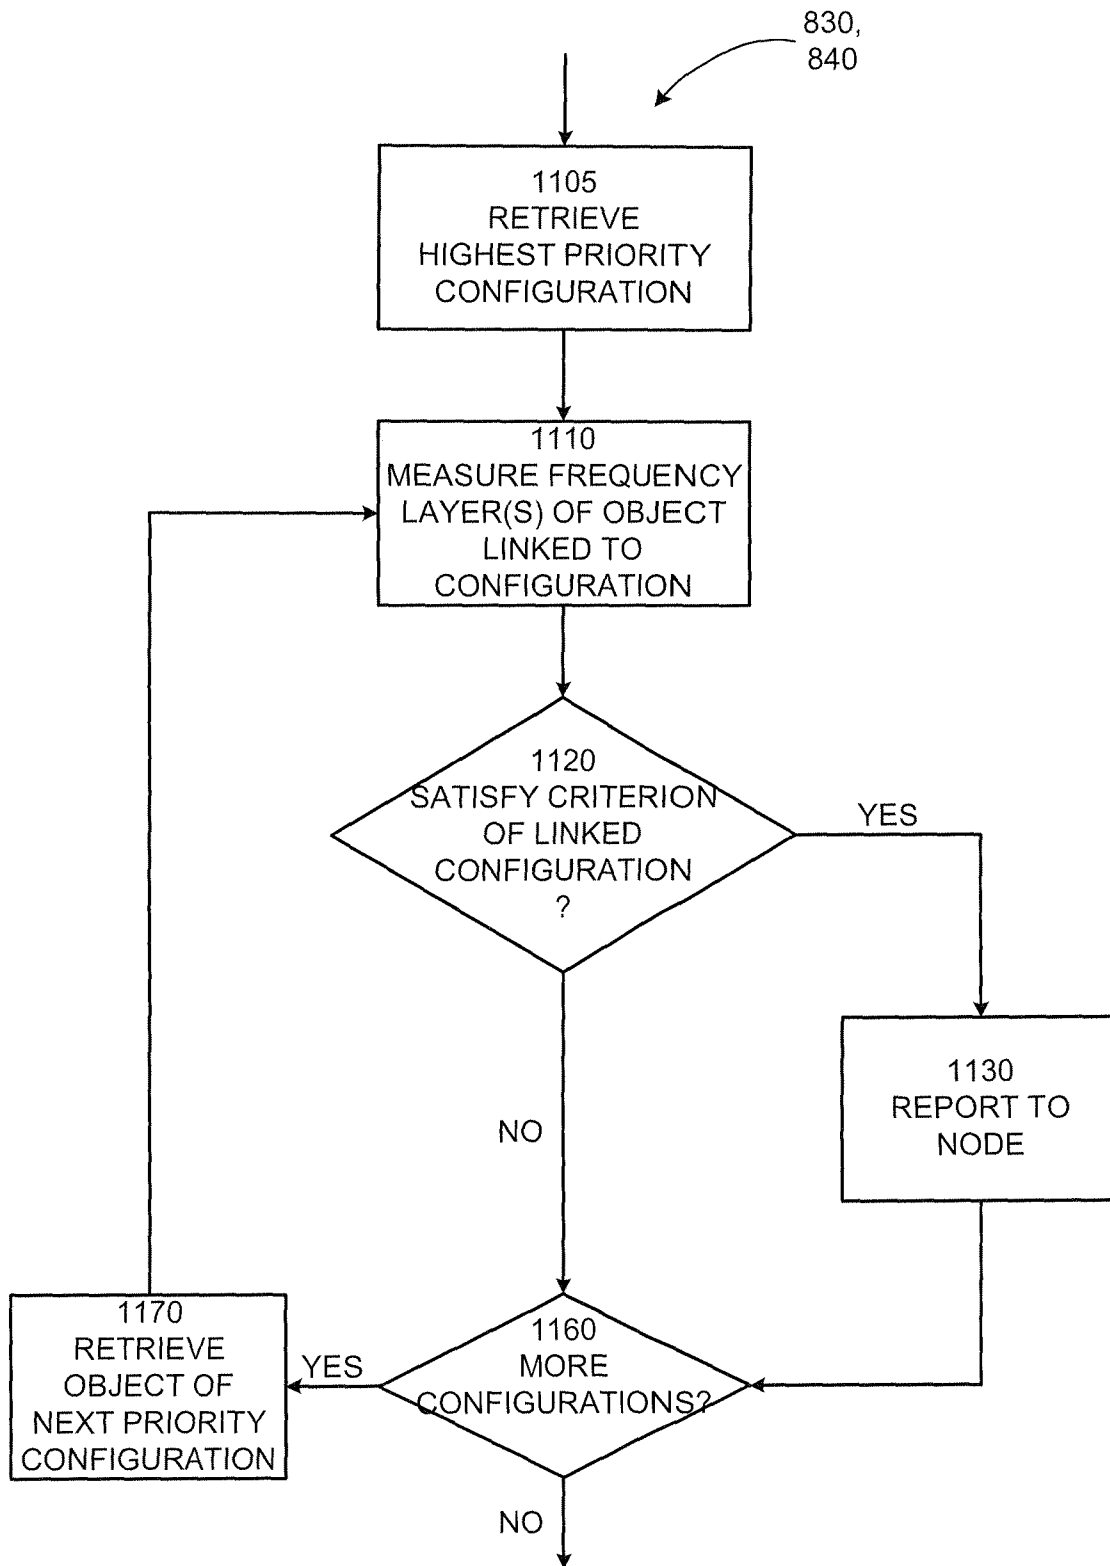 830,
840
1105
RETRIEVE
HIGHEST PRIORITY
CONFIGURATION
1110
MEASURE FREQUENCY
LAYER(S) OF OBJECT
LINKED TO
CONFIGURATION
1120
SATISFY CRITERION
OF LINKED
CONFIGURATION
?
YES
NO
1130
REPORT TO
NODE
1160
MORE
CONFIGURATIONS?
YES
1170
RETRIEVE
OBJECT OF
NEXT PRIORITY
CONFIGURATION
NO